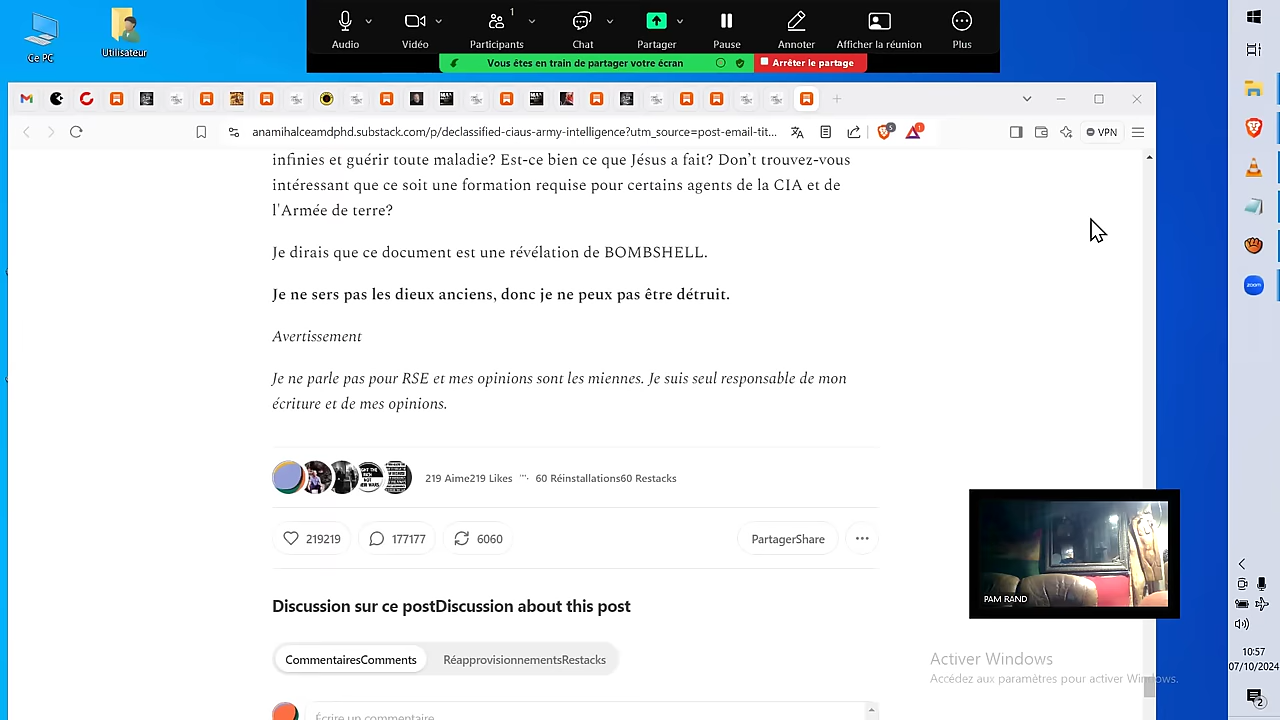 1
Audio
Vidéo
Participants
Chat
Partager
Pause
Annoter
Afficher la réunion
Plus
Vous êtes en train de partager votre écran
Arrêter le partage
Ce PC
Utilisateur
anamihalceamdphd.substack.com/p/declassified-ciaus-army-intelligence?utm_source=post-email-tit...
5
1
VPN
infinies et guérir toute maladie? Est-ce bien ce que Jésus a fait? Don't trouvez-vous
intéressant que ce soit une formation requise pour certains agents de la CIA et de
l'Armée de terre?
Je dirais que ce document est une révélation de BOMBSHELL.
Je ne sers pas les dieux anciens, donc je ne peux pas être détruit.
Avertissement
Je ne parle pas pour RSE et mes opinions sont les miennes. Je suis seul responsable de mon
écriture et de mes opinions.
219 Aime219 Likes
60 Réinstallations60 Restacks
219219
177177
6060
PartagerShare
Discussion sur ce postDiscussion about this post
CommentairesComments
RéapprovisionnementsRestacks
Écrire un commentaire
PAM RAND
Activer Windows
Accédez aux paramètres pour activer Windows.
zoom
10:57
07/10/2024
2